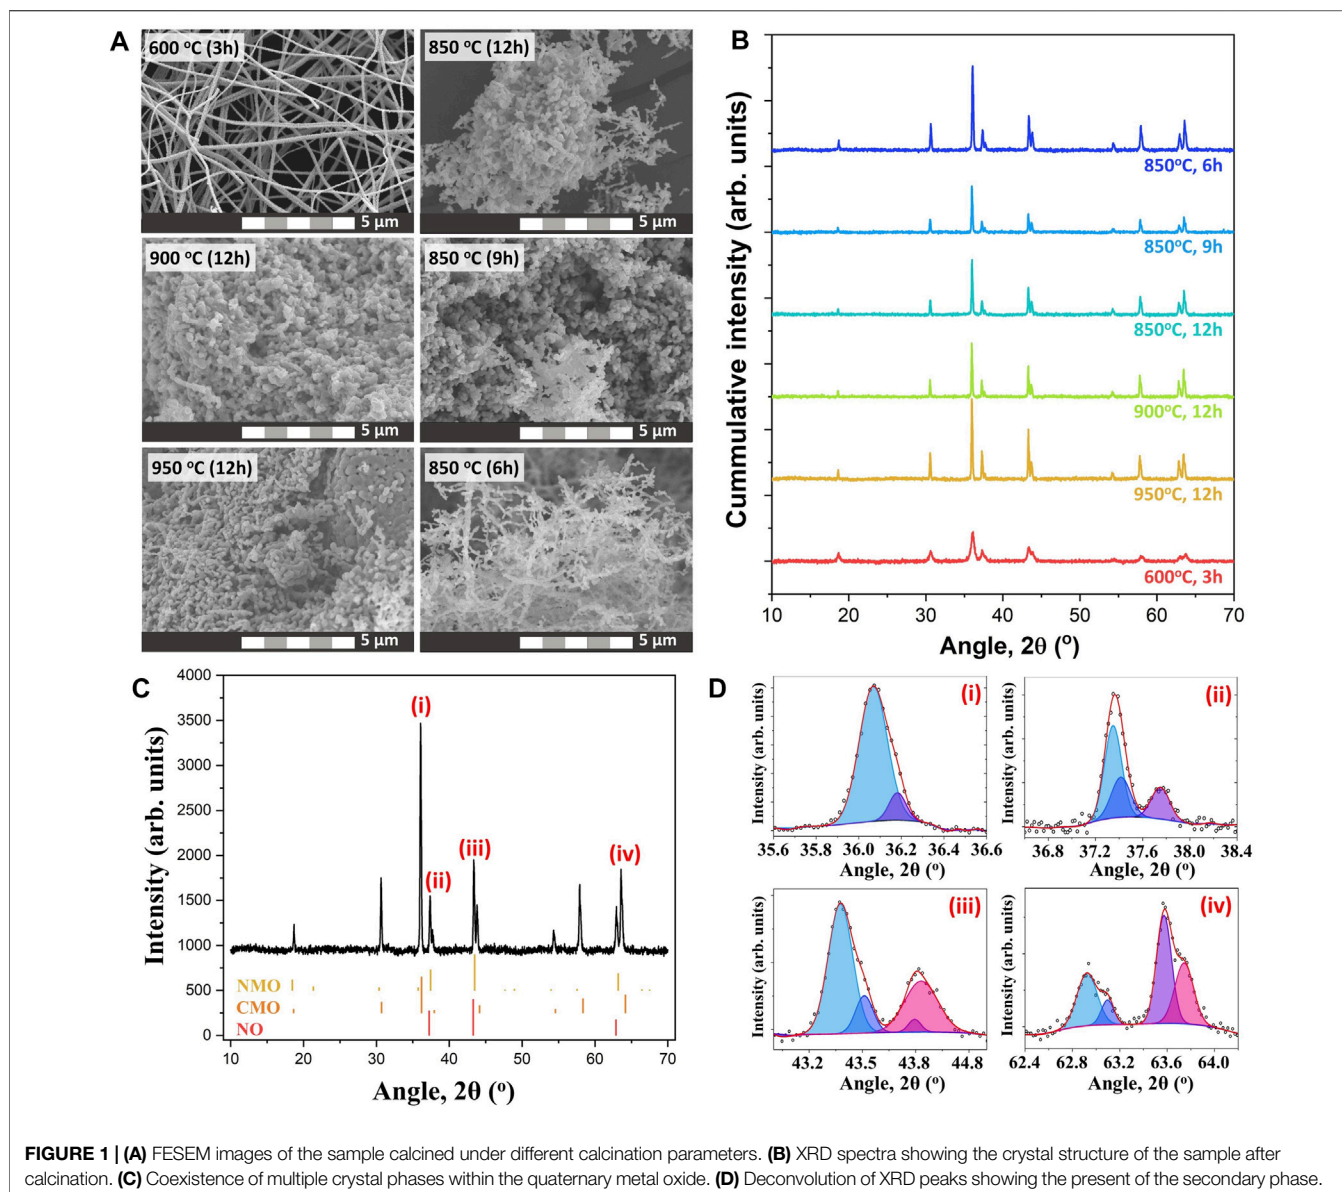 A
600 °C (3h)
5 µm
850 °C (12h)
5 µm
900 °C (12h)
5 µm
850 °C (9h)
5 µm
950 °C (12h)
5 µm
850 °C (6h)
5 µm
B
Cummulative intensity (arb. units)
850°C, 6h
850°C, 9h
850°C, 12h
900°C, 12h
950°C, 12h
600°C, 3h
10 20 30 40 50 60 70
Angle, 2θ (°)
C
Intensity (arb. units)
4000
3500
3000
2500
2000
1500
1000
500
0
(i)
(ii)
(iii)
(iv)
NMO
CMO
NO
10 20 30 40 50 60 70
Angle, 2θ (°)
D
(i)
Intensity (arb. units)
35.6 35.8 36.0 36.2 36.4 36.6
Angle, 2θ (°)
(ii)
Intensity (arb. units)
36.8 37.2 37.6 38.0 38.4
Angle, 2θ (°)
(iii)
Intensity (arb. units)
43.2 43.5 43.8 44.8
Angle, 2θ (°)
(iv)
Intensity (arb. units)
62.4 62.8 63.2 63.6 64.0
Angle, 2θ (°)
FIGURE 1 | (A) FESEM images of the sample calcined under different calcination parameters. (B) XRD spectra showing the crystal structure of the sample after
calcination. (C) Coexistence of multiple crystal phases within the quaternary metal oxide. (D) Deconvolution of XRD peaks showing the present of the secondary phase.